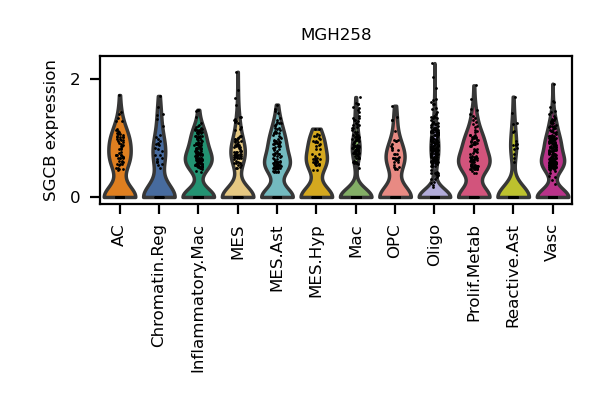 MGH258
SGCB expression
2
0
AC
Chromatin.Reg
Inflammatory.Mac
MES
MES.Ast
MES.Hyp
Mac
OPC
Oligo
Prolif.Metab
Reactive.Ast
Vasc